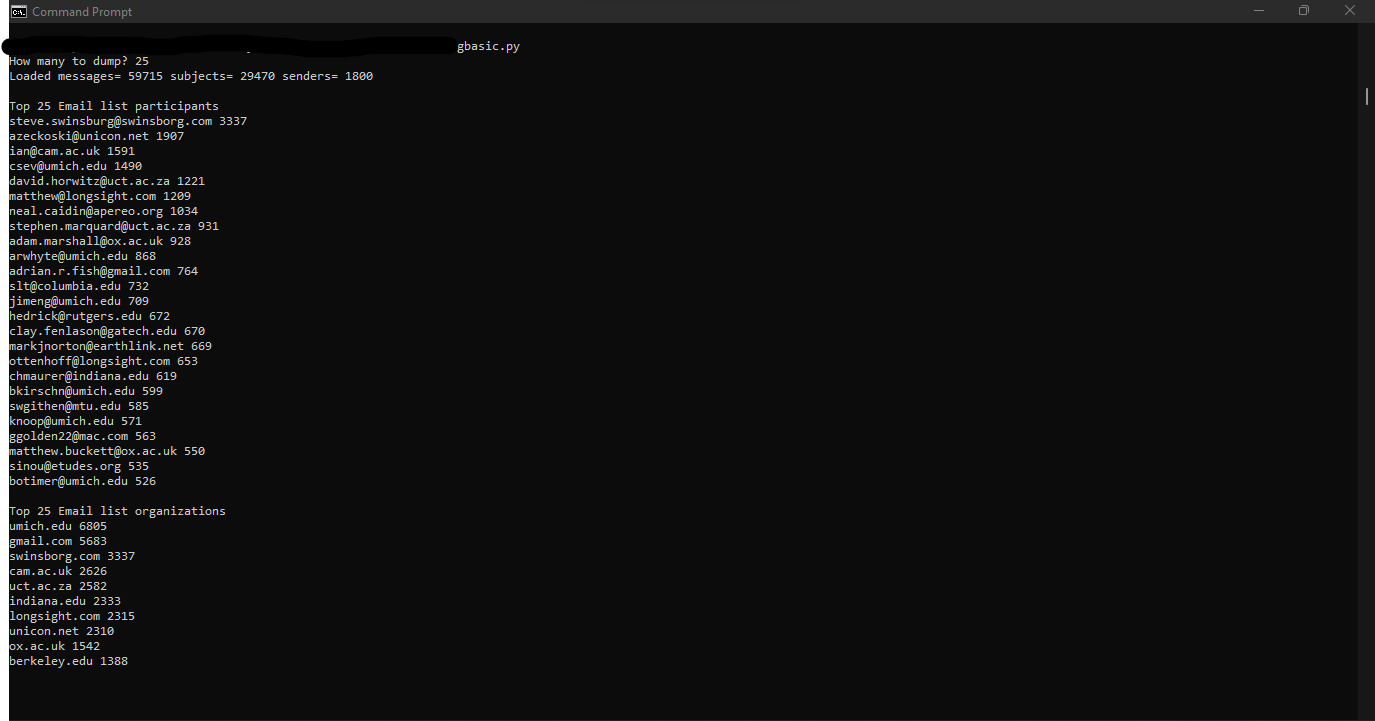 Command Prompt
gbasic.py
How many to dump? 25
Loaded messages= 59715 subjects= 29470 senders= 1800
Top 25 Email list participants
steve.swinsburg@swinsborg.com 3337
azeckoski@unicon.net 1907
ian@cam.ac.uk 1591
csev@umich.edu 1490
david.horwitz@uct.ac.za 1221
matthew@longsight.com 1209
neal.caidin@apereo.org 1034
stephen.marquard@uct.ac.za 931
adam.marshall@ox.ac.uk 928
arwhyte@umich.edu 868
adrian.r.fish@gmail.com 764
slt@columbia.edu 732
jimeng@umich.edu 709
hedrick@rutgers.edu 672
clay.fenlason@gatech.edu 670
markjnorton@earthlink.net 669
ottenhoff@longsight.com 653
chmaurer@indiana.edu 619
bkirschn@umich.edu 599
swgithen@mtu.edu 585
knoop@umich.edu 571
ggolden22@mac.com 563
matthew.buckett@ox.ac.uk 550
sinou@etudes.org 535
botimer@umich.edu 526
Top 25 Email list organizations
umich.edu 6805
gmail.com 5683
swinsborg.com 3337
cam.ac.uk 2626
uct.ac.za 2582
indiana.edu 2333
longsight.com 2315
unicon.net 2310
ox.ac.uk 1542
berkeley.edu 1388